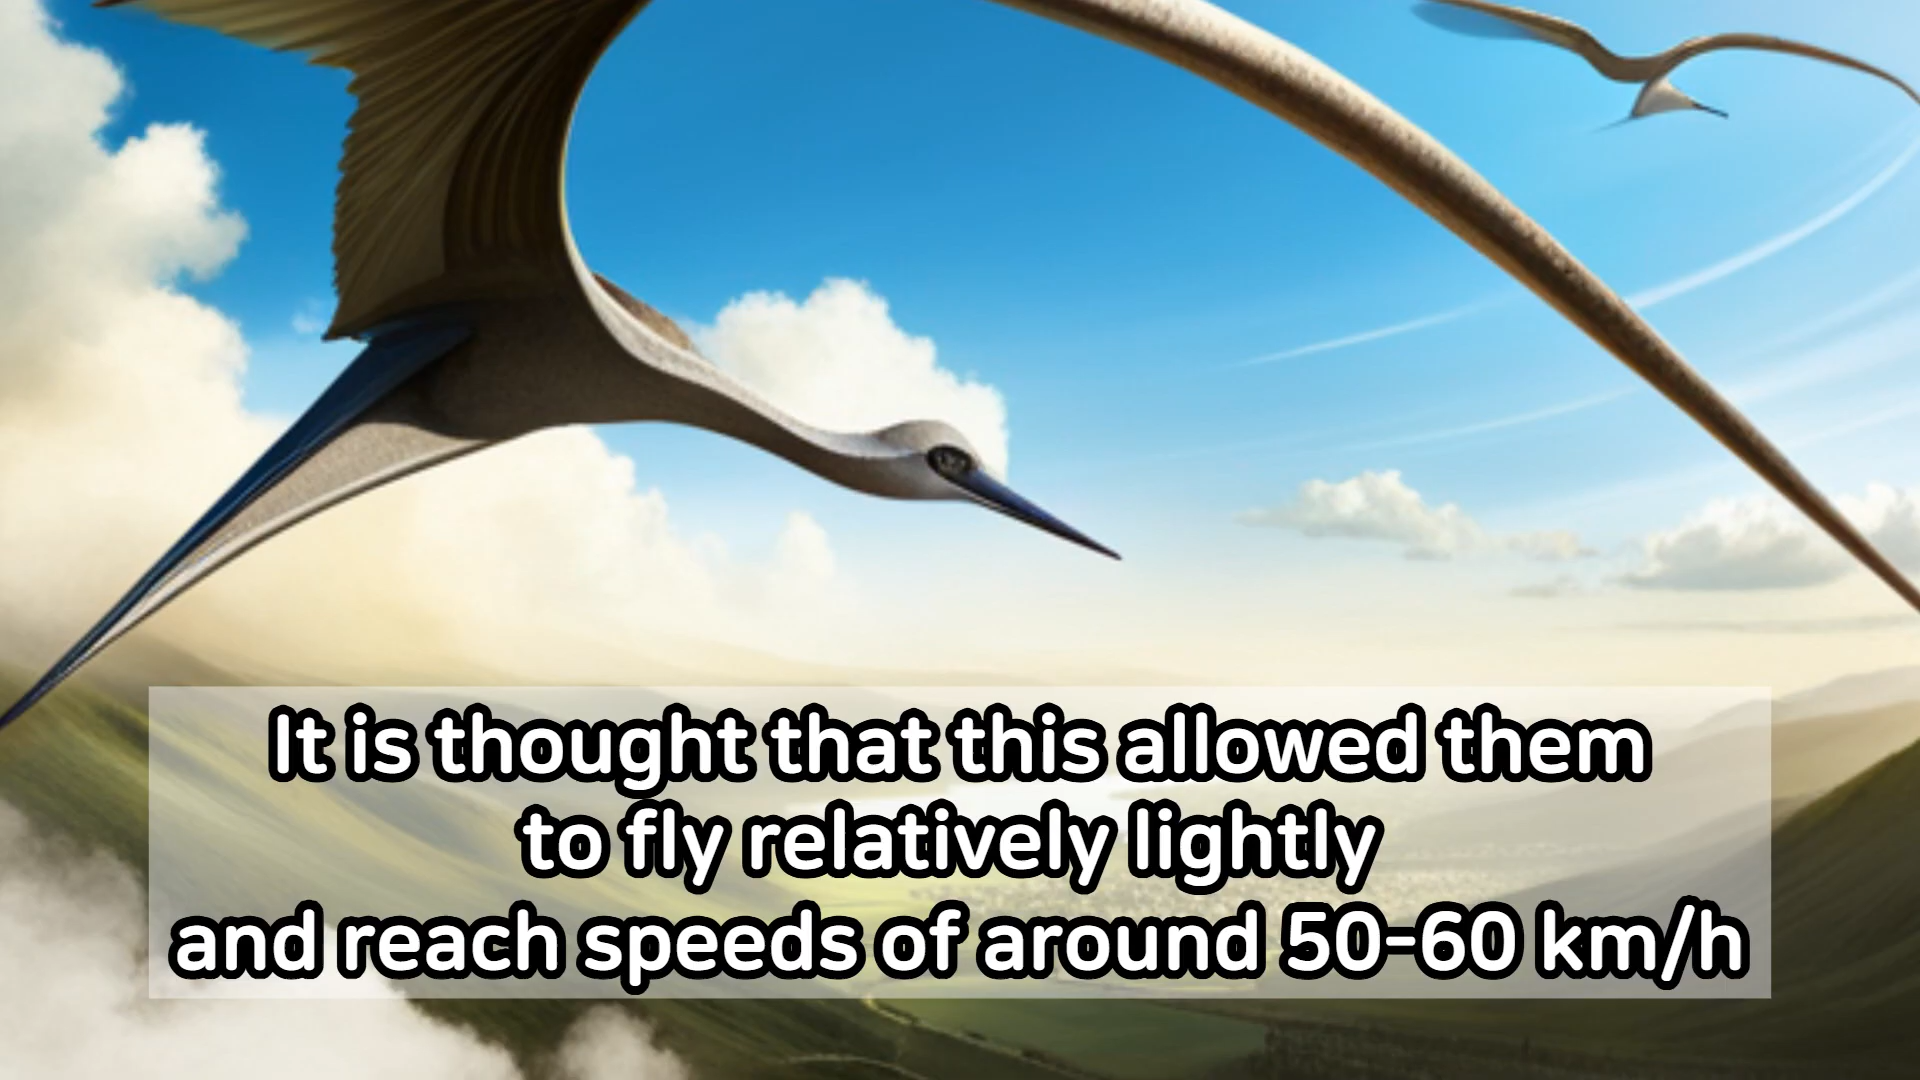 It is thought that this allowed them
to fly relatively lightly
and reach speeds of around 50-60 km/h